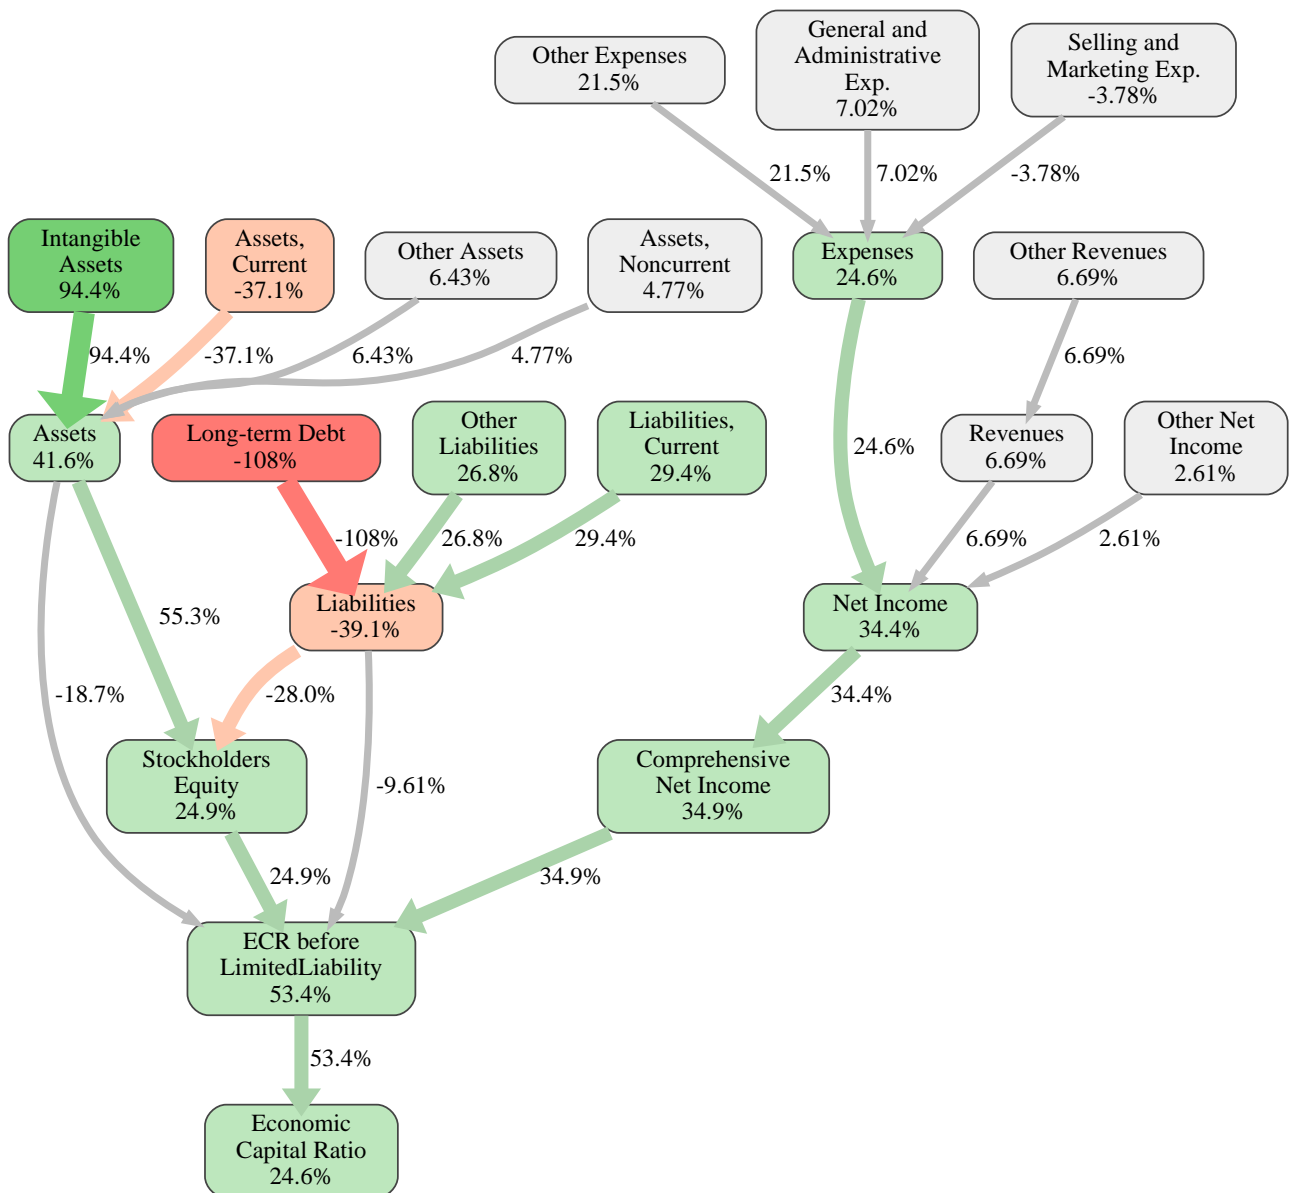 Other Expenses
21.5%
General and
Administrative
Exp.
7.02%
Selling and
Marketing Exp.
-3.78%
21.5%
7.02%
-3.78%
Intangible
Assets
94.4%
Assets,
Current
-37.1%
Other Assets
6.43%
Assets,
Noncurrent
4.77%
Expenses
24.6%
Other Revenues
6.69%
94.4%
-37.1%
6.43%
4.77%
6.69%
Assets
41.6%
Long-term Debt
-108%
Other
Liabilities
26.8%
Liabilities,
Current
29.4%
24.6%
Revenues
6.69%
Other Net
Income
2.61%
-108%
26.8%
29.4%
6.69%
2.61%
55.3%
Liabilities
-39.1%
Net Income
34.4%
-18.7%
-28.0%
34.4%
Stockholders
Equity
24.9%
-9.61%
Comprehensive
Net Income
34.9%
24.9%
34.9%
ECR before
LimitedLiability
53.4%
53.4%
Economic
Capital Ratio
24.6%